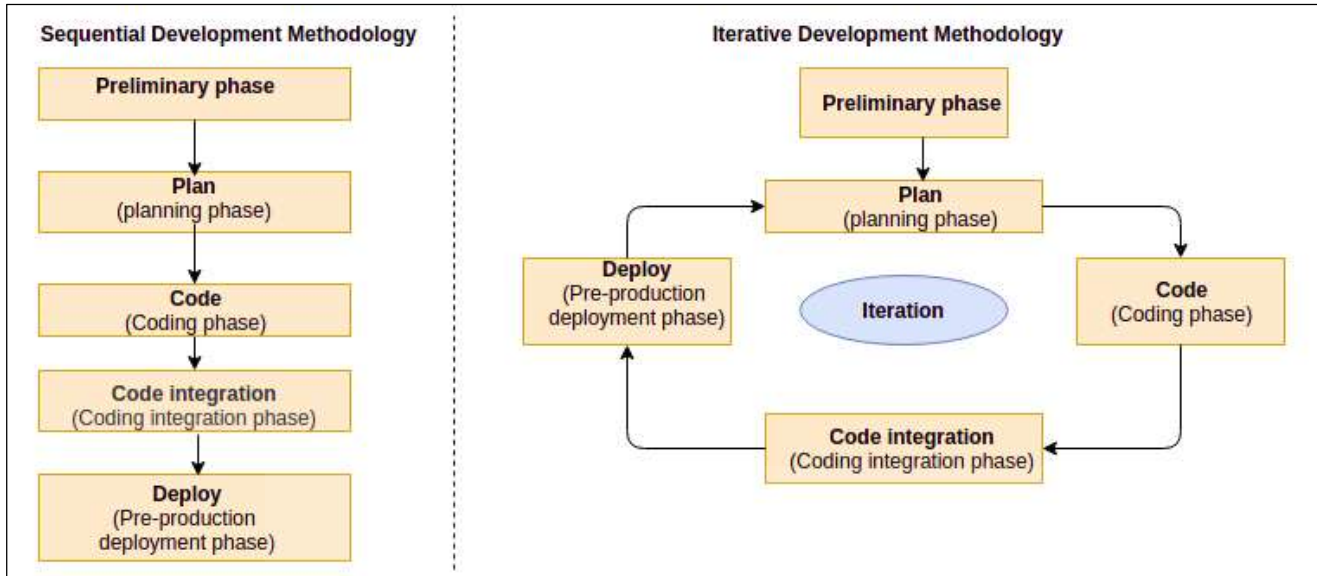 Sequential Development Methodology
Preliminary phase
Plan
(planning phase)
Code
(Coding phase)
Code integration
(Coding integration phase)
Deploy
(Pre-production
deployment phase)
Iterative Development Methodology
Preliminary phase
Plan
(planning phase)
Code
(Coding phase)
Code integration
(Coding integration phase)
Deploy
(Pre-production
deployment phase)
Iteration